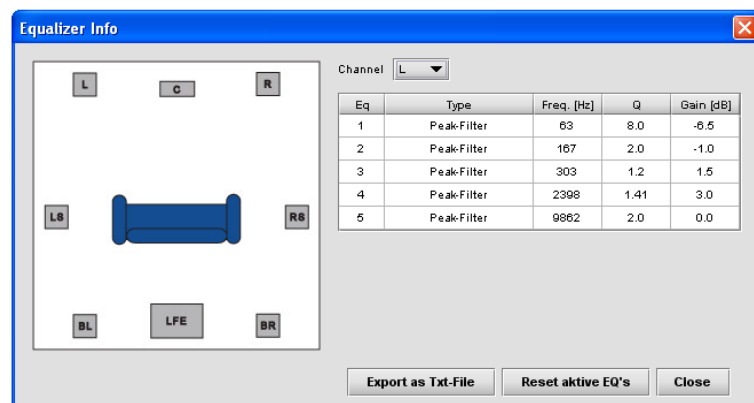 Equalizer Info
L
C
R
LS
RS
BL
LFE
BR
Channel L
Eq Type Freq. [Hz] Q Gain [dB]
1 Peak-Filter 63 8.0 -6.5
2 Peak-Filter 167 2.0 -1.0
3 Peak-Filter 303 1.2 1.5
4 Peak-Filter 2398 1.41 3.0
5 Peak-Filter 9862 2.0 0.0
Export as Txt-File Reset aktive EQ's Close